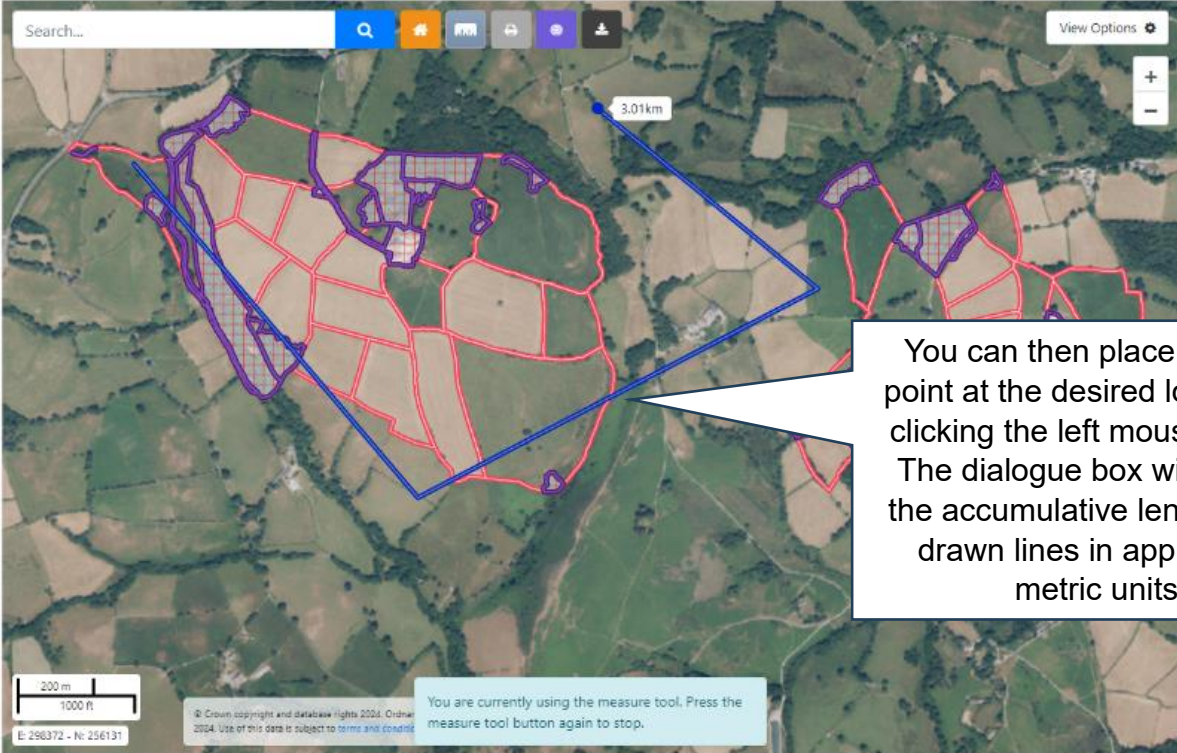 Search...
View Options
+
−
3.01km
You can then place
point at the desired lo
clicking the left mous
The dialogue box wi
the accumulative len
drawn lines in app
metric units
200 m
1000 ft
© Crown copyright and database rights 2024. Ordnan
2024. Use of this data is subject to terms and conditio
You are currently using the measure tool. Press the
measure tool button again to stop.
E: 298372 - N: 256131